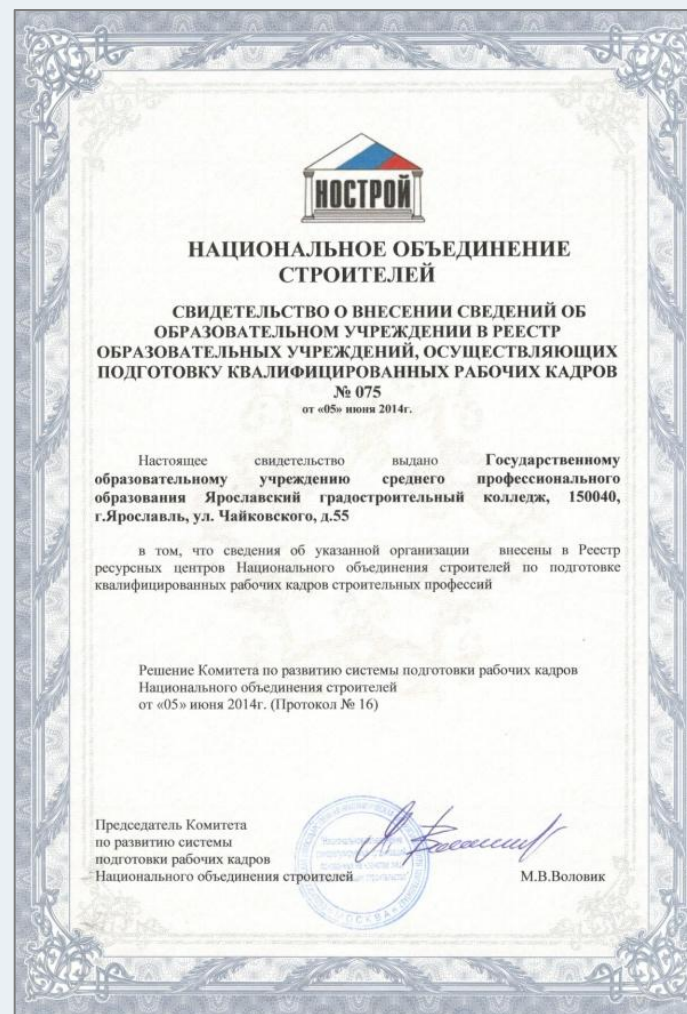 НОСТРОЙ
НАЦИОНАЛЬНОЕ ОБЪЕДИНЕНИЕ
СТРОИТЕЛЕЙ
СВИДЕТЕЛЬСТВО О ВНЕСЕНИИ СВЕДЕНИЙ ОБ
ОБРАЗОВАТЕЛЬНОМ УЧРЕЖДЕНИИ В РЕЕСТР
ОБРАЗОВАТЕЛЬНЫХ УЧРЕЖДЕНИЙ, ОСУЩЕСТВЛЯЮЩИХ
ПОДГОТОВКУ КВАЛИФИЦИРОВАННЫХ РАБОЧИХ КАДРОВ
№ 075
от «05» июня 2014г.
Настоящее свидетельство выдано Государственному
образовательному учреждению среднего профессионального
образования Ярославский градостроительный колледж, 150040,
г.Ярославль, ул. Чайковского, д.55
в том, что сведения об указанной организации внесены в Реестр
ресурсных центров Национального объединения строителей по подготовке
квалифицированных рабочих кадров строительных профессий
Решение Комитета по развитию системы подготовки рабочих кадров
Национального объединения строителей
от «05» июня 2014г. (Протокол № 16)
Председатель Комитета
по развитию системы
подготовки рабочих кадров
Национального объединения строителей
М.В.Воловик
МОСКВА